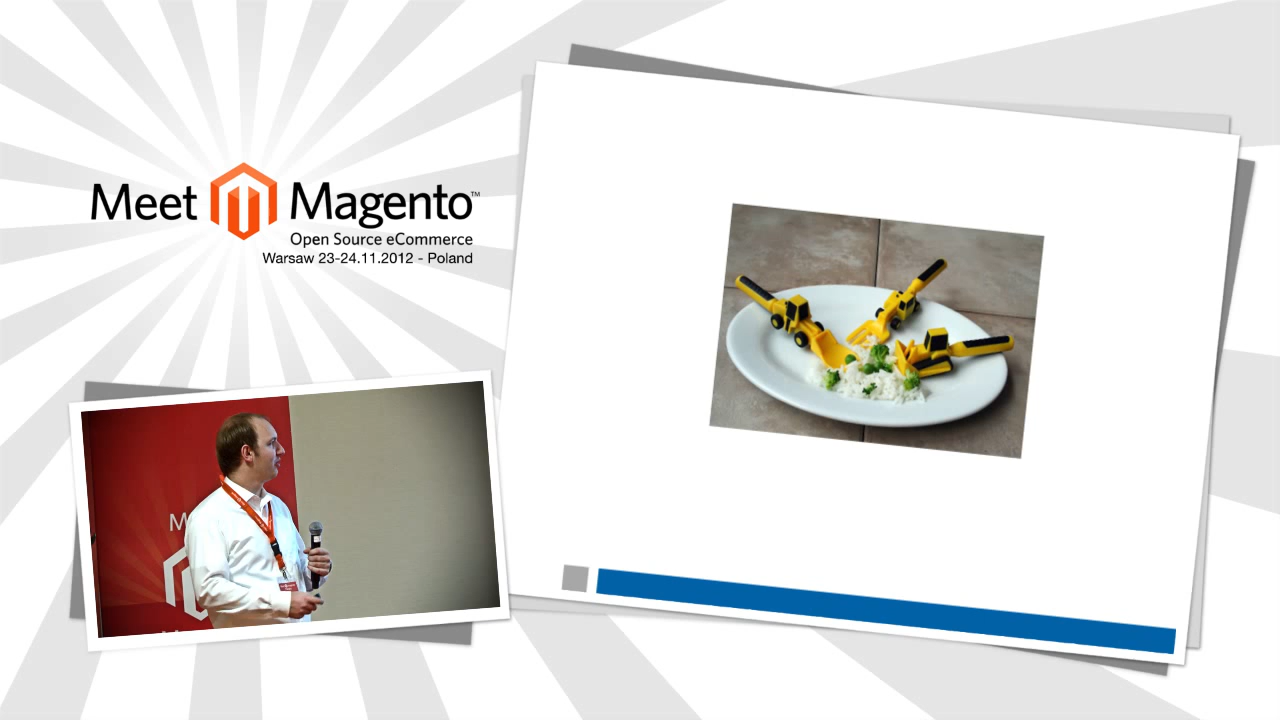 Meet Magento™
Open Source eCommerce
Warsaw 23-24.11.2012 - Poland
M